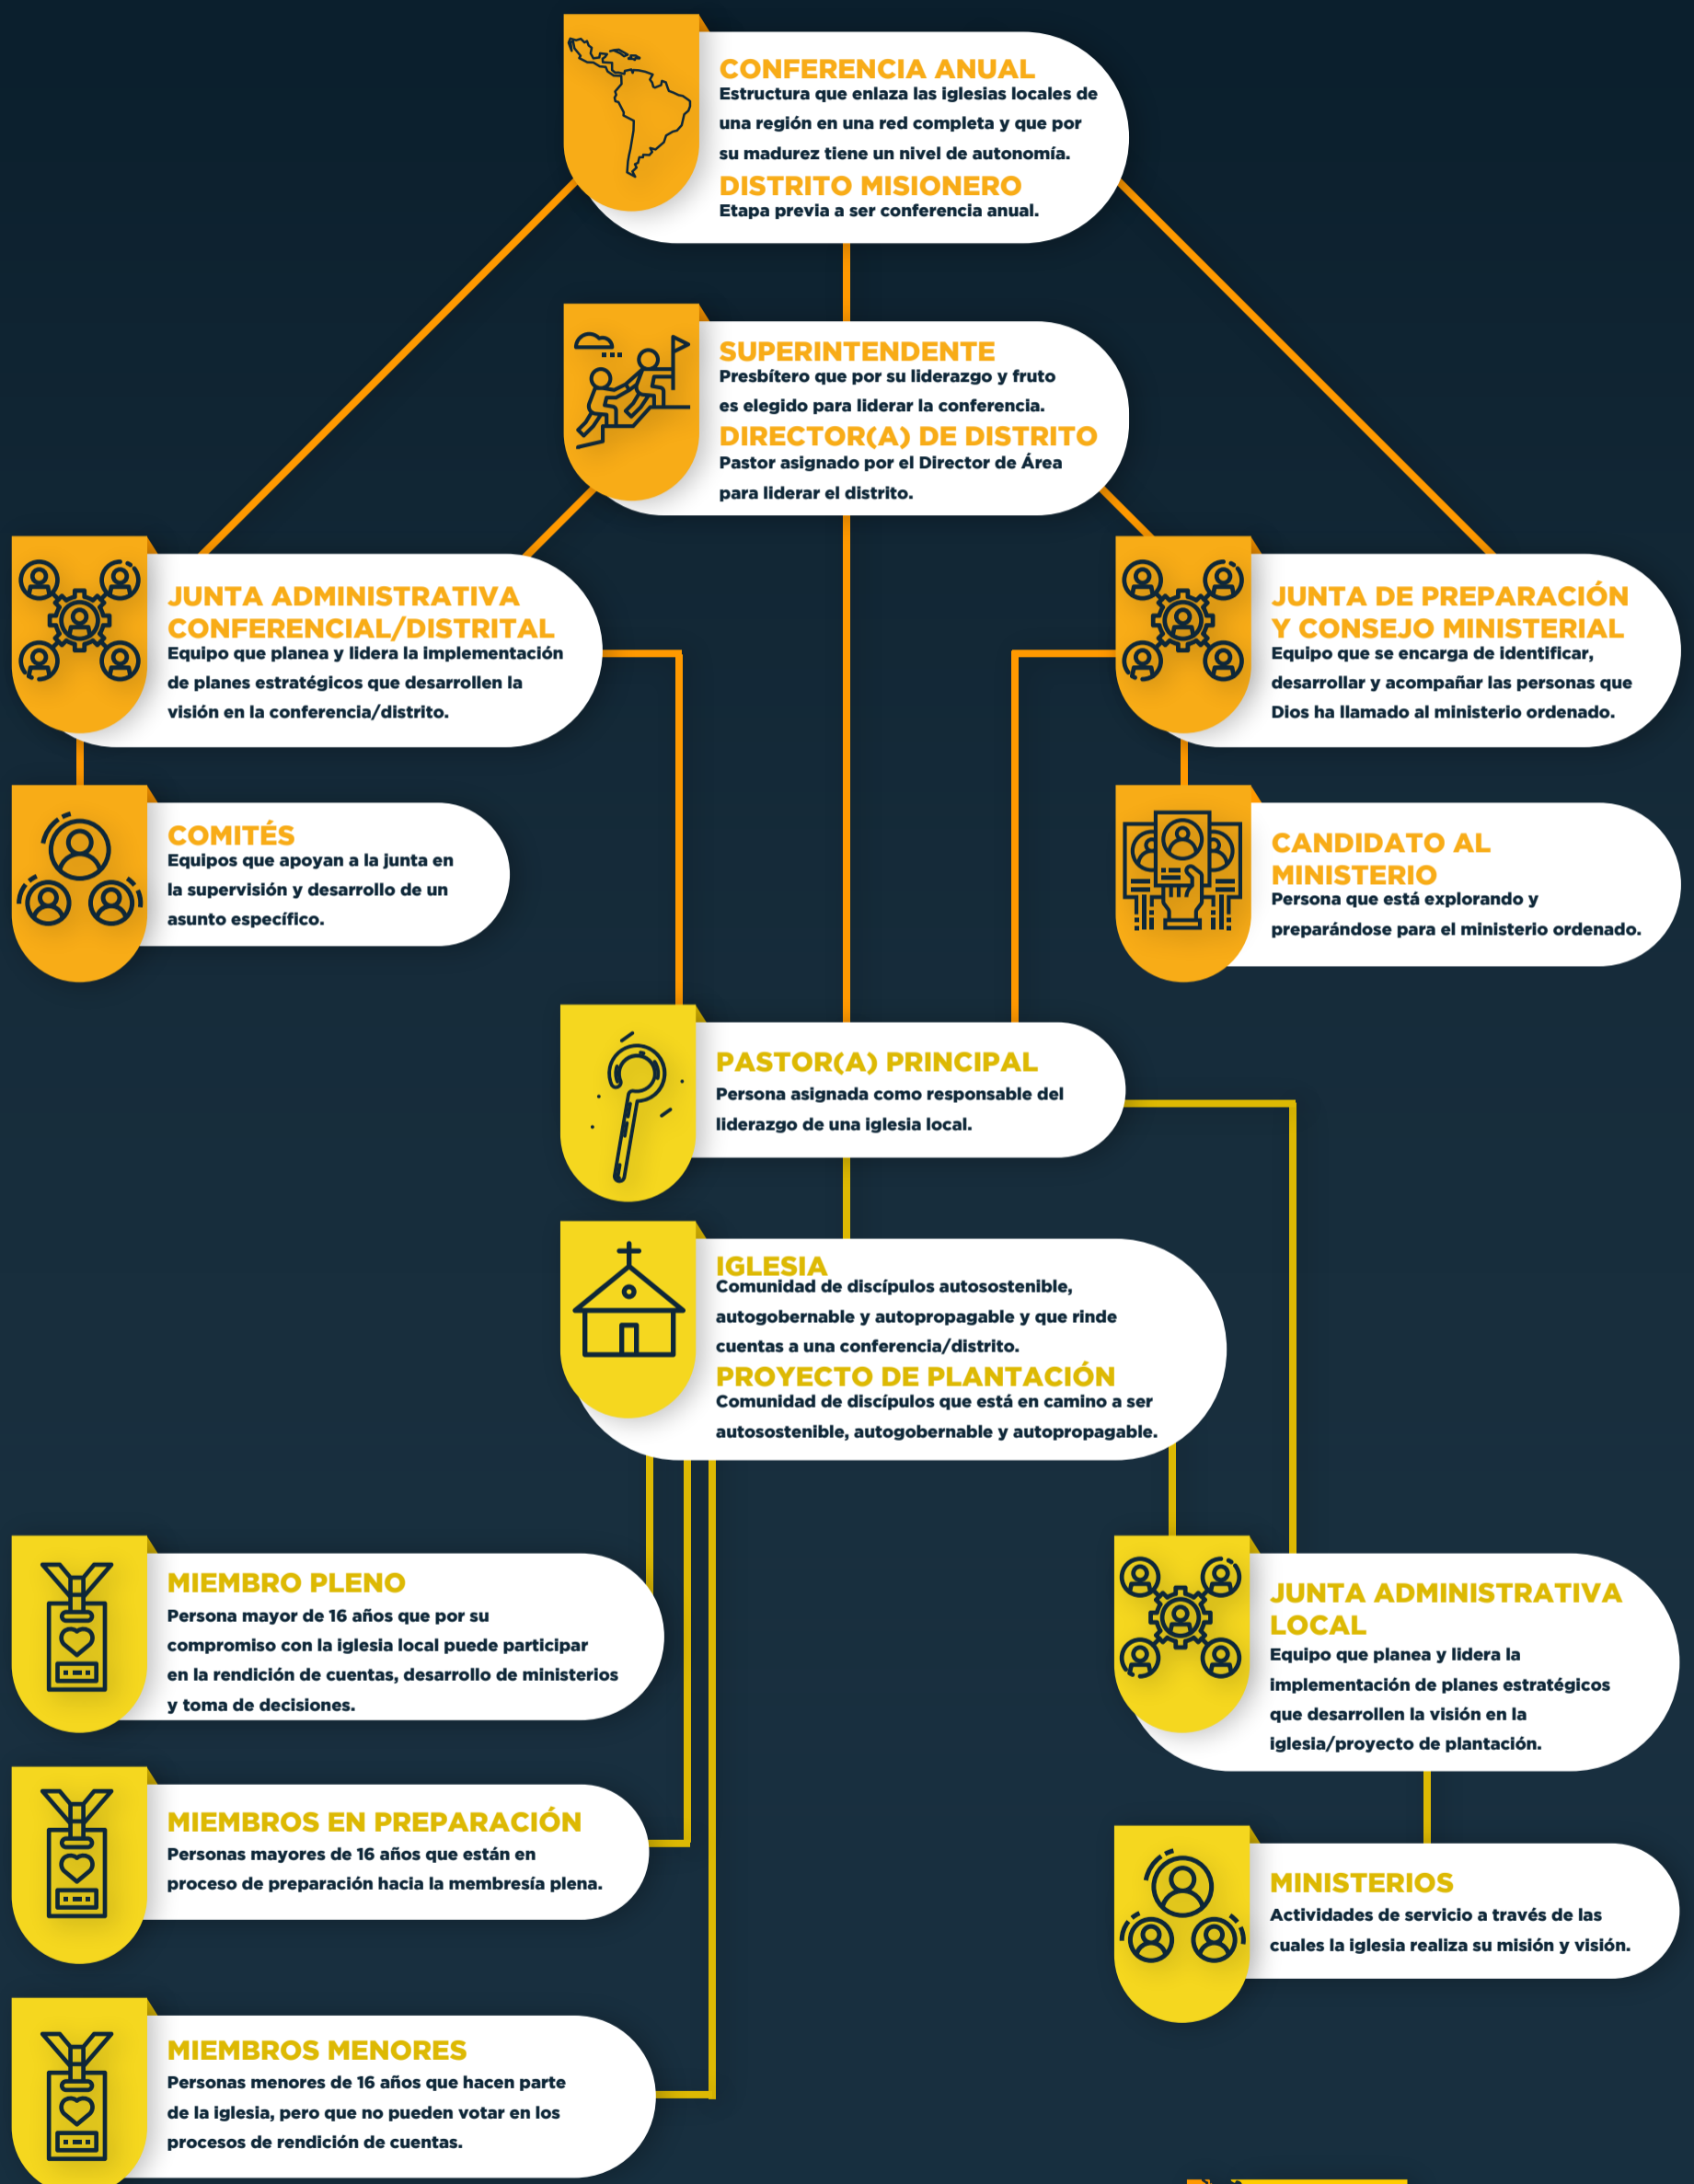 CONFERENCIA ANUAL
Estructura que enlaza las iglesias locales de
una región en una red completa y que por
su madurez tiene un nivel de autonomía.
DISTRITO MISIONERO
Etapa previa a ser conferencia anual.
SUPERINTENDENTE
Presbítero que por su liderazgo y fruto
es elegido para liderar la conferencia.
DIRECTOR(A) DE DISTRITO
Pastor asignado por el Director de Área
para liderar el distrito.
JUNTA ADMINISTRATIVA
CONFERENCIAL/DISTRITAL
Equipo que planea y lidera la implementación
de planes estratégicos que desarrollen la
visión en la conferencia/distrito.
JUNTA DE PREPARACIÓN
Y CONSEJO MINISTERIAL
Equipo que se encarga de identificar,
desarrollar y acompañar las personas que
Dios ha llamado al ministerio ordenado.
COMITÉS
Equipos que apoyan a la junta en
la supervisión y desarrollo de un
asunto específico.
CANDIDATO AL
MINISTERIO
Persona que está explorando y
preparándose para el ministerio ordenado.
PASTOR(A) PRINCIPAL
Persona asignada como responsable del
liderazgo de una iglesia local.
IGLESIA
Comunidad de discípulos autosostenible,
autogobernable y autopropagable y que rinde
cuentas a una conferencia/distrito.
PROYECTO DE PLANTACIÓN
Comunidad de discípulos que está en camino a ser
autosostenible, autogobernable y autopropagable.
MIEMBRO PLENO
Persona mayor de 16 años que por su
compromiso con la iglesia local puede participar
en la rendición de cuentas, desarrollo de ministerios
y toma de decisiones.
JUNTA ADMINISTRATIVA
LOCAL
Equipo que planea y lidera la
implementación de planes estratégicos
que desarrollen la visión en la
iglesia/proyecto de plantación.
MIEMBROS EN PREPARACIÓN
Personas mayores de 16 años que están en
proceso de preparación hacia la membresía plena.
MINISTERIOS
Actividades de servicio a través de las
cuales la iglesia realiza su misión y visión.
MIEMBROS MENORES
Personas menores de 16 años que hacen parte
de la iglesia, pero que no pueden votar en los
procesos de rendición de cuentas.